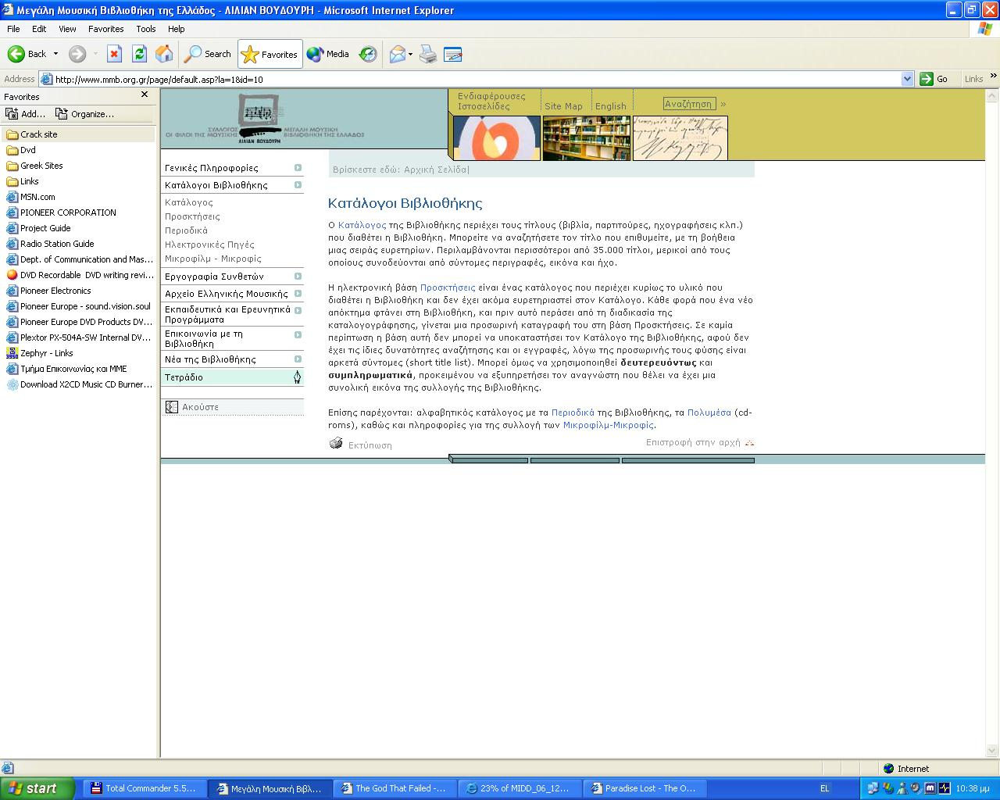 Μεγάλη Μουσική Βιβλιοθήκη της Ελλάδος - ΛΙΛΙΑΝ ΒΟΥΔΟΥΡΗ - Microsoft Internet Explorer
File Edit View Favorites Tools Help
Back Search Favorites Media
Address http://www.mmb.org.gr/page/default.asp?la=1&id=10 Go Links »
Favorites
Add... Organize...
Crack site
Dvd
Greek Sites
Links
MSN.com
PIONEER CORPORATION
Project Guide
Radio Station Guide
Dept. of Communication and Mas...
DVD Recordable DVD writing revi...
Pioneer Electronics
Pioneer Europe - sound.vision.soul
Pioneer Europe DVD Products DV...
Plextor PX-504A-SW Internal DV...
Zephyr - Links
Τμήμα Επικοινωνίας και ΜΜΕ
Download X2CD Music CD Burner...
ΣΥΛΛΟΓΟΣ ΜΕΓΑΛΗ ΜΟΥΣΙΚΗ
ΟΙ ΦΙΛΟΙ ΤΗΣ ΜΟΥΣΙΚΗΣ ΒΙΒΛΙΟΘΗΚΗ ΤΗΣ ΕΛΛΑΔΟΣ
ΛΙΛΙΑΝ ΒΟΥΔΟΥΡΗ
Ενδιαφέρουσες
Ιστοσελίδες
Site Map
English
Αναζήτηση »
Γενικές Πληροφορίες
Κατάλογοι Βιβλιοθήκης
Κατάλογος
Προσκτήσεις
Περιοδικά
Ηλεκτρονικές Πηγές
Μικροφίλμ - Μικροφίς
Εργογραφία Συνθετών
Αρχείο Ελληνικής Μουσικής
Εκπαιδευτικά και Ερευνητικά
Προγράμματα
Επικοινωνία με τη
Βιβλιοθήκη
Νέα της Βιβλιοθήκης
Τετράδιο
Ακούστε
Βρίσκεστε εδώ: Αρχική Σελίδα|
Κατάλογοι Βιβλιοθήκης
Ο Κατάλογος της Βιβλιοθήκης περιέχει τους τίτλους (βιβλία, παρτιτούρες, ηχογραφήσεις κλπ.)
που διαθέτει η Βιβλιοθήκη. Μπορείτε να αναζητήσετε τον τίτλο που επιθυμείτε, με τη βοήθεια
μιας σειράς ευρετηρίων. Περιλαμβάνονται περισσότεροι από 35.000 τίτλοι, μερικοί από τους
οποίους συνοδεύονται από σύντομες περιγραφές, εικόνα και ήχο.
Η ηλεκτρονική βάση Προσκτήσεις είναι ένας κατάλογος που περιέχει κυρίως το υλικό που
διαθέτει η Βιβλιοθήκη και δεν έχει ακόμα ευρετηριαστεί στον Κατάλογο. Κάθε φορά που ένα νέο
απόκτημα φτάνει στη Βιβλιοθήκη, και πριν αυτό περάσει από τη διαδικασία της
καταλογογράφησης, γίνεται μια προσωρινή καταγραφή του στη βάση Προσκτήσεις. Σε καμία
περίπτωση η βάση αυτή δεν μπορεί να υποκαταστήσει τον Κατάλογο της Βιβλιοθήκης, αφού δεν
έχει τις ίδιες δυνατότητες αναζήτησης και οι εγγραφές, λόγω της προσωρινής τους φύσης είναι
αρκετά σύντομες (short title list). Μπορεί όμως να χρησιμοποιηθεί δευτερευόντως και
συμπληρωματικά, προκειμένου να εξυπηρετήσει τον αναγνώστη που θέλει να έχει μια
συνολική εικόνα της συλλογής της Βιβλιοθήκης.
Επίσης παρέχονται: αλφαβητικός κατάλογος με τα Περιοδικά της Βιβλιοθήκης, τα Πολυμέσα (cd-
roms), καθώς και πληροφορίες για της συλλογή των Μικροφίλμ-Μικροφίς.
Εκτύπωση
Επιστροφή στην αρχή
Internet
start Total Commander 5.5... Μεγάλη Μουσική Βιβλ... The God That Failed -... 23% of MIDD_06_12... Paradise Lost - The O... EL 10:38 μμ